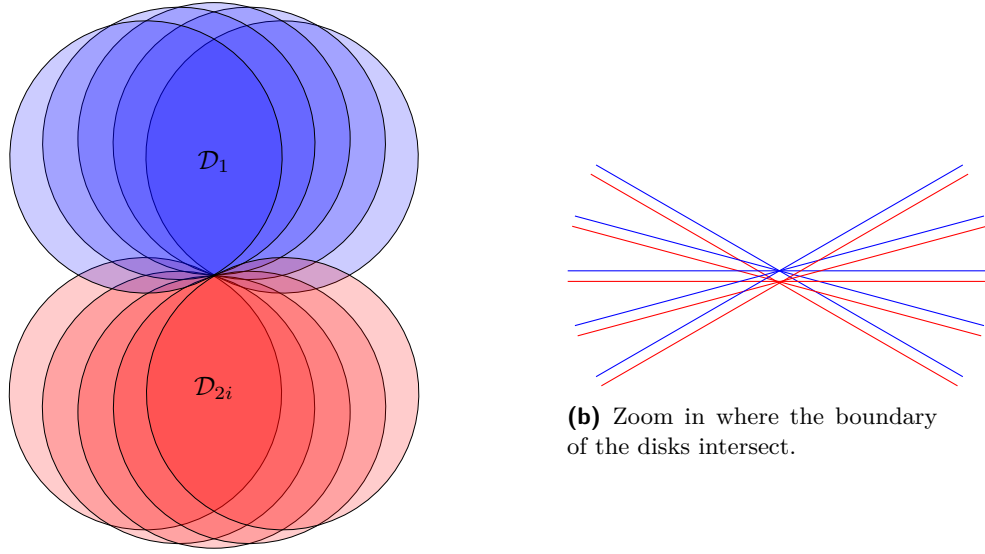 𝒟₁
𝒟₂ᵢ
(b) Zoom in where the boundary
of the disks intersect.